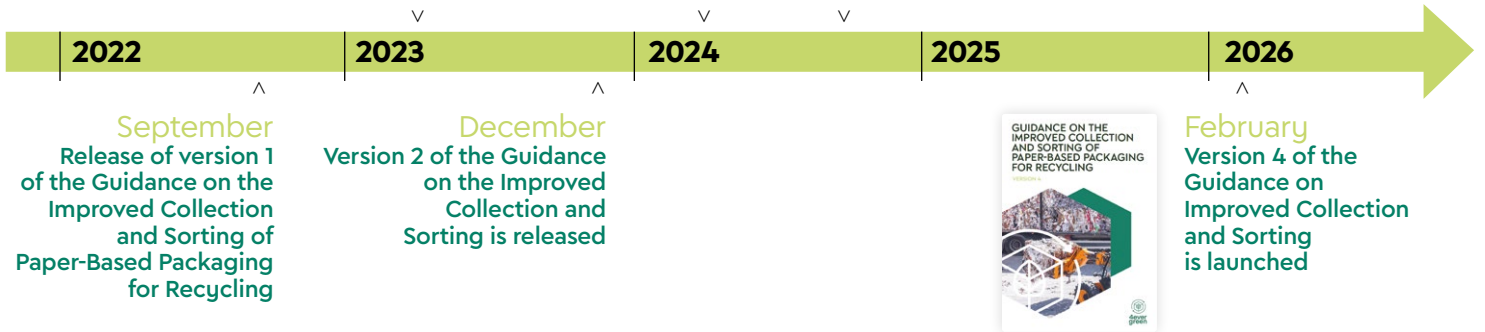 2022
2023
2024
2025
2026
September
Release of version 1
of the Guidance on the
Improved Collection
and Sorting of
Paper-Based Packaging
for Recycling
December
Version 2 of the Guidance
on the Improved
Collection and
Sorting is released
GUIDANCE ON THE
IMPROVED COLLECTION
AND SORTING OF
PAPER-BASED PACKAGING
FOR RECYCLING
VERSION 4
4ever
green
February
Version 4 of the
Guidance on
Improved Collection
and Sorting
is launched